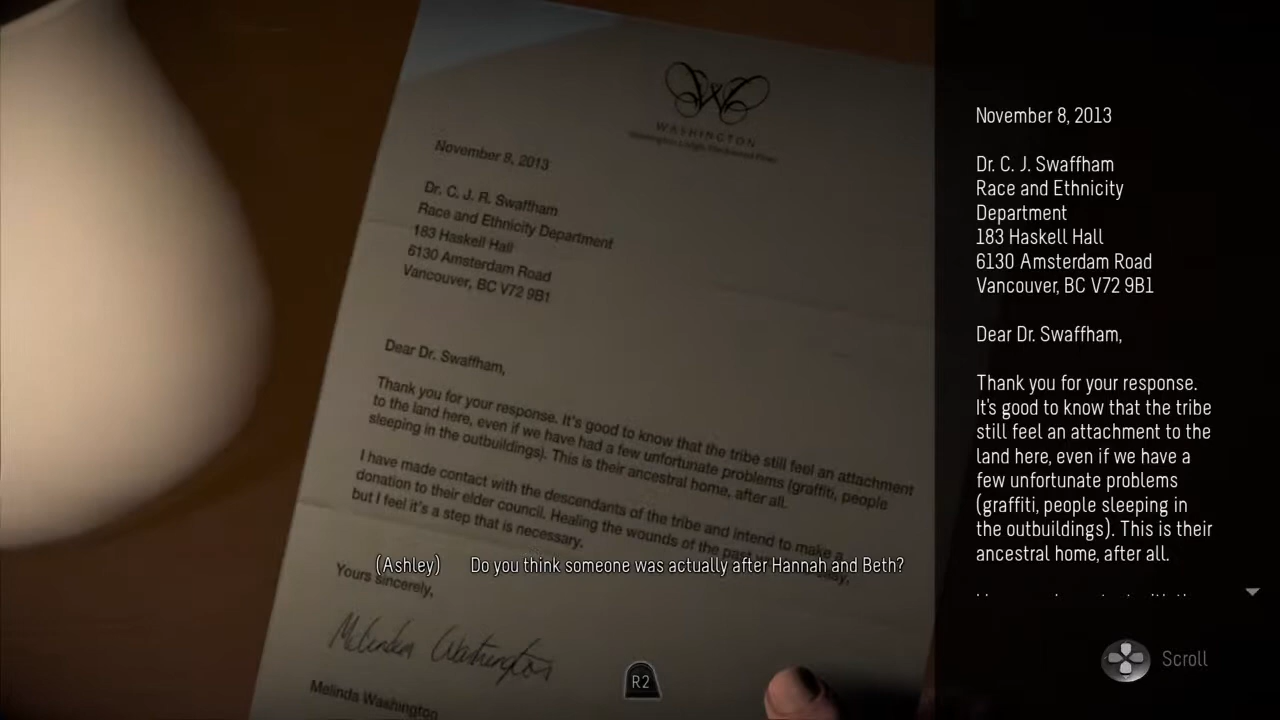 WASHINGTON
November 8, 2013
Dr. C. J. R. Swaffham
Race and Ethnicity Department
183 Haskell Hall
6130 Amsterdam Road
Vancouver, BC V72 9B1
Dear Dr. Swaffham,
Thank you for your response. It's good to know that the tribe still feel an attachment
to the land here, even if we have had a few unfortunate problems (graffiti, people
sleeping in the outbuildings). This is their ancestral home, after all.
I have made contact with the descendants of the tribe and intend to make a
donation to their elder council. Healing the wounds of the past
but I feel it's a step that is necessary.
Yours sincerely,
Melinda Washington
Melinda Washington
(Ashley) Do you think someone was actually after Hannah and Beth?
R2
November 8, 2013
Dr. C. J. Swaffham
Race and Ethnicity
Department
183 Haskell Hall
6130 Amsterdam Road
Vancouver, BC V72 9B1
Dear Dr. Swaffham,
Thank you for your response.
It's good to know that the tribe
still feel an attachment to the
land here, even if we have a
few unfortunate problems
(graffiti, people sleeping in
the outbuildings). This is their
ancestral home, after all.
Scroll